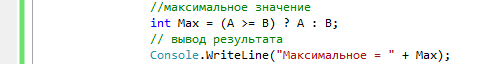 //максимальное значение
int Max = (A >= B) ? A : B;
// вывод результата
Console.WriteLine("Максимальное = " + Max);